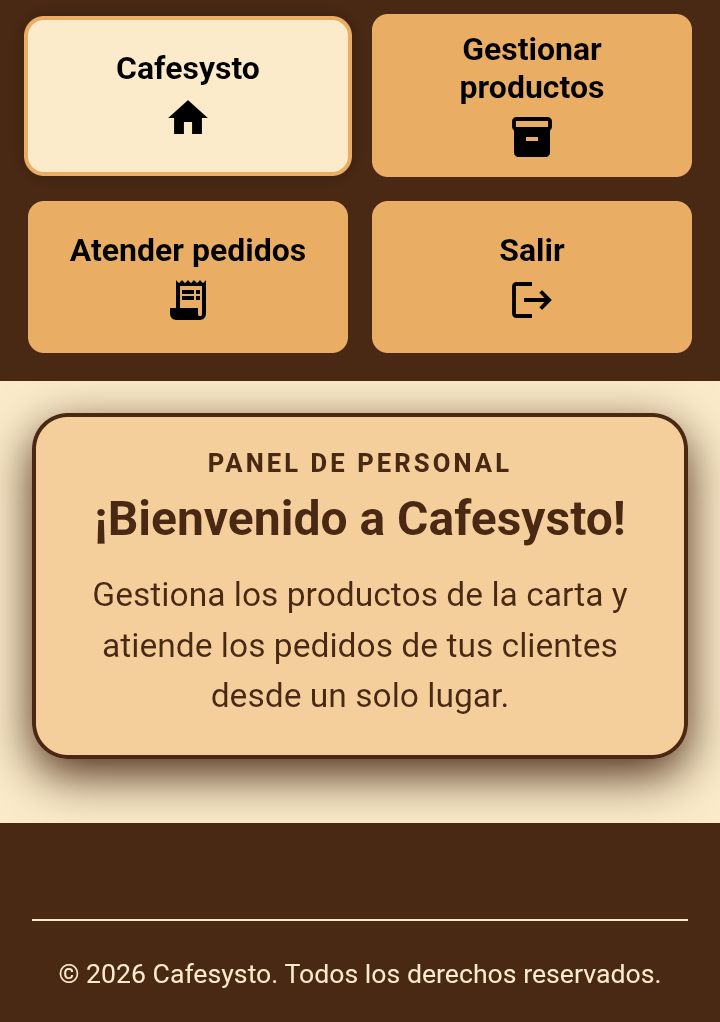 Cafesysto
Gestionar
productos
Atender pedidos
Salir
PANEL DE PERSONAL
¡Bienvenido a Cafesysto!
Gestiona los productos de la carta y
atiende los pedidos de tus clientes
desde un solo lugar.
© 2026 Cafesysto. Todos los derechos reservados.